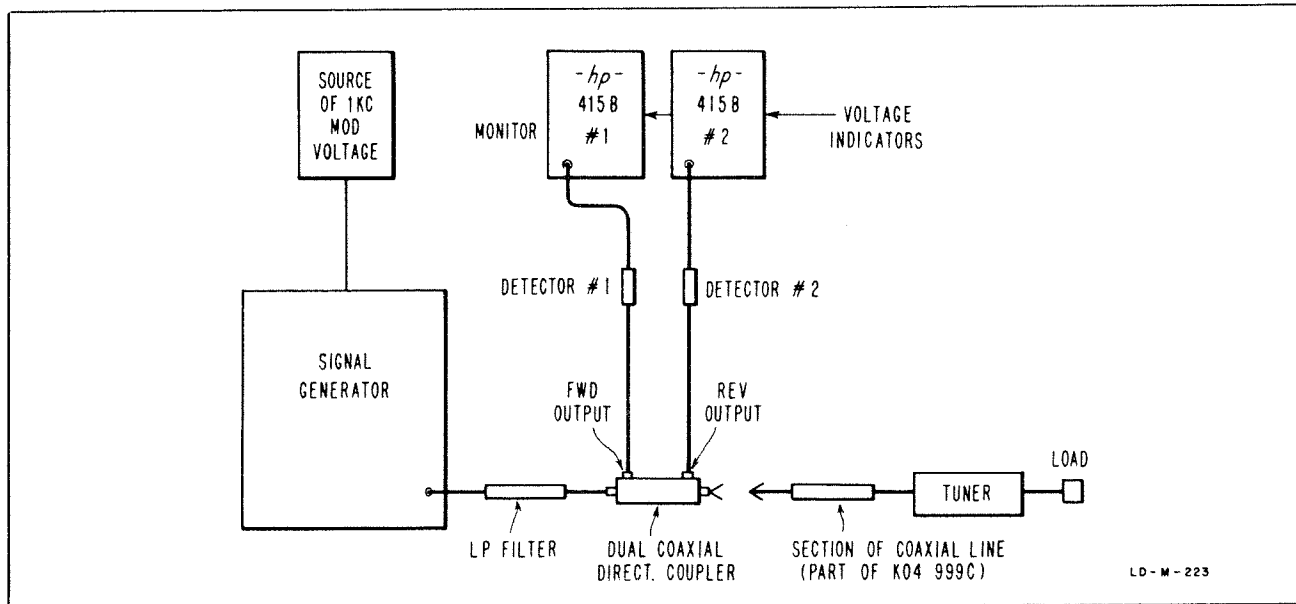 SOURCE
OF 1KC
MOD
VOLTAGE
MONITOR
-hp-
415B
#1
-hp-
415B
#2
VOLTAGE
INDICATORS
DETECTOR #1
DETECTOR #2
SIGNAL
GENERATOR
FWD
OUTPUT
REV
OUTPUT
LOAD
TUNER
LP FILTER
DUAL COAXIAL
DIRECT. COUPLER
SECTION OF COAXIAL LINE
(PART OF K04 999C)
LD-M-223